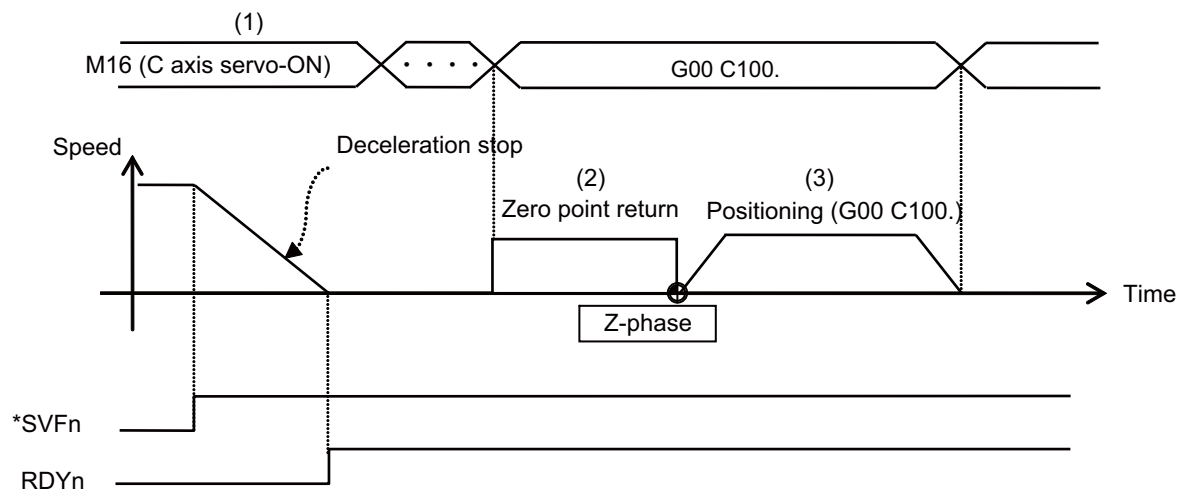 (1)
M16 (C axis servo-ON)
· · · ·
G00 C100.
Speed
Deceleration stop
(2)
Zero point return
(3)
Positioning (G00 C100.)
Time
Z-phase
*SVFn
RDYn